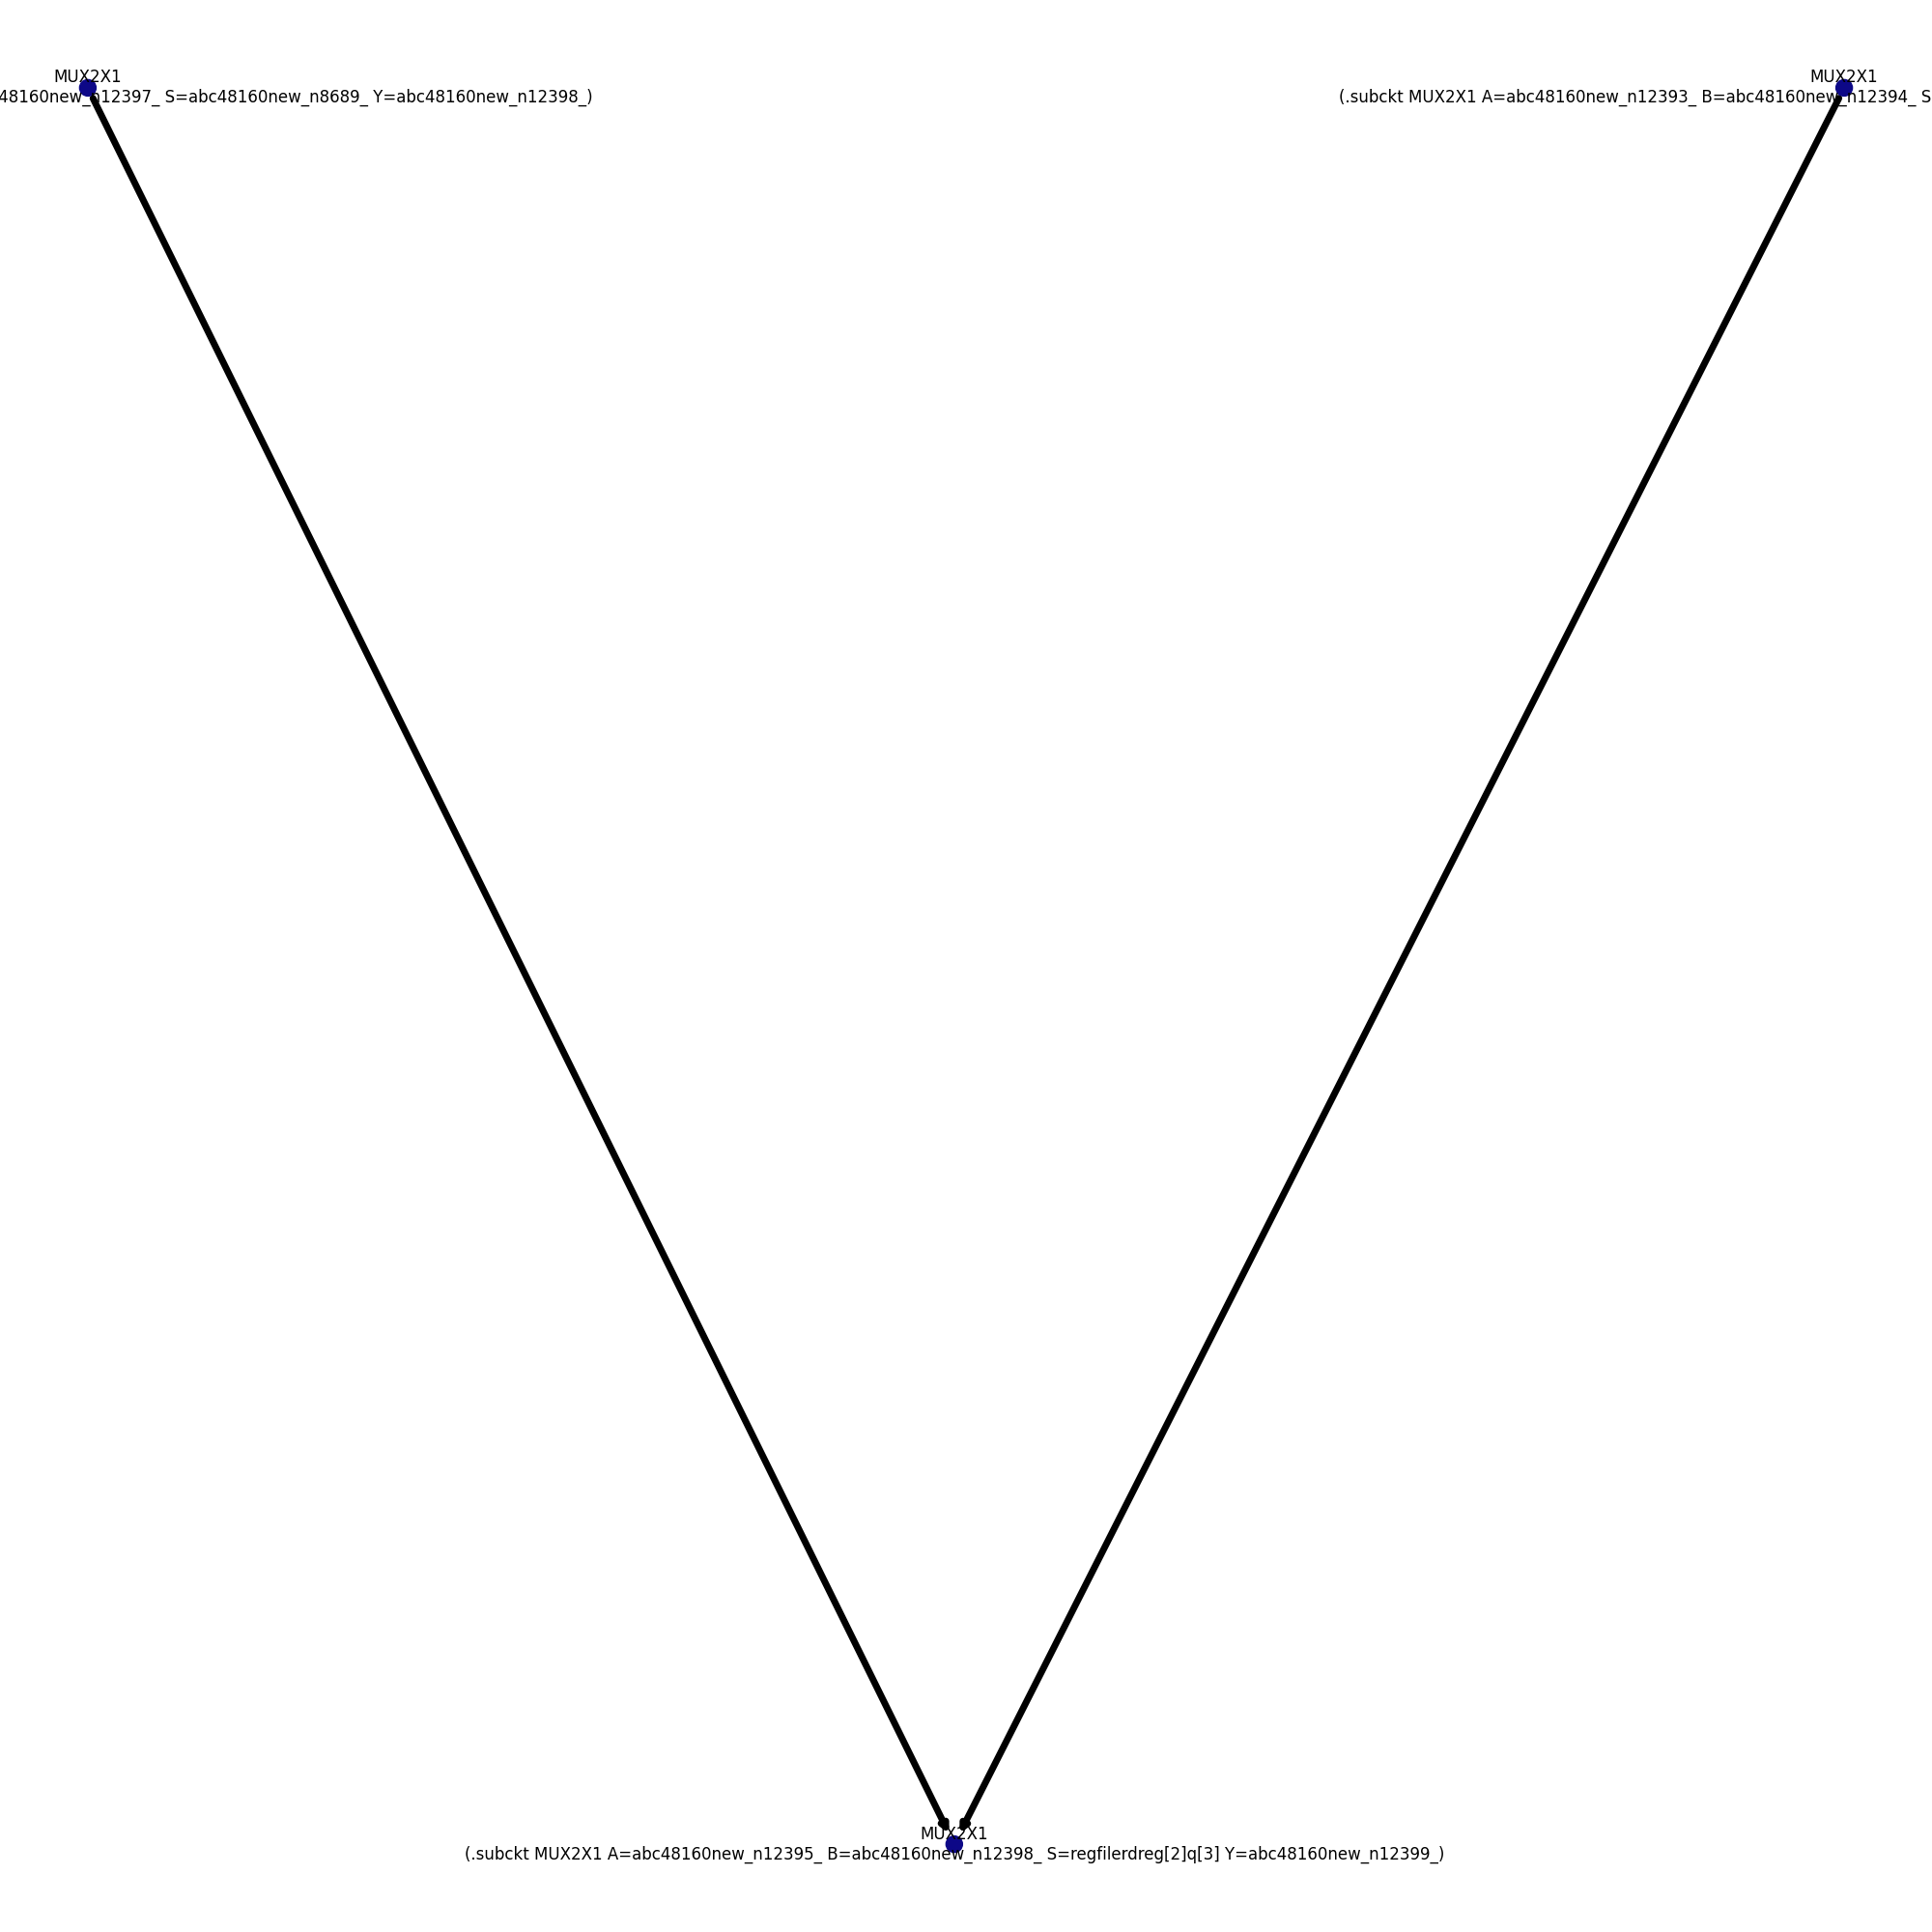 MUX2X1
48160new_n12397_ S=abc48160new_n8689_ Y=abc48160new_n12398_)
MUX2X1
(.subckt MUX2X1 A=abc48160new_n12393_ B=abc48160new_n12394_ S
MUX2X1
(.subckt MUX2X1 A=abc48160new_n12395_ B=abc48160new_n12398_ S=regfilerdreg[2]q[3] Y=abc48160new_n12399_)